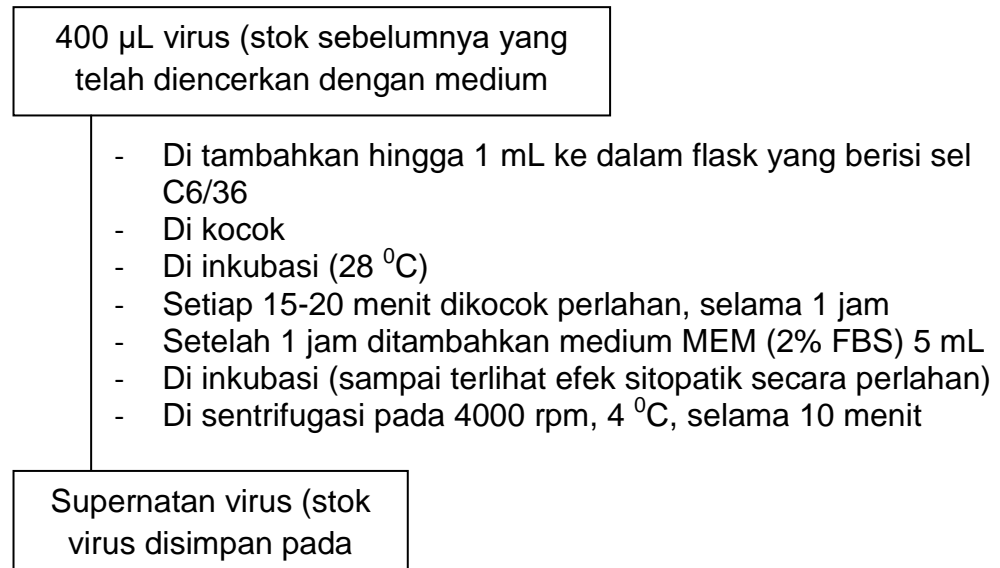 400 µL virus (stok sebelumnya yang
telah diencerkan dengan medium
- Di tambahkan hingga 1 mL ke dalam flask yang berisi sel
C6/36
- Di kocok
- Di inkubasi (28 ⁰C)
- Setiap 15-20 menit dikocok perlahan, selama 1 jam
- Setelah 1 jam ditambahkan medium MEM (2% FBS) 5 mL
- Di inkubasi (sampai terlihat efek sitopatik secara perlahan)
- Di sentrifugasi pada 4000 rpm, 4 ⁰C, selama 10 menit
Supernatan virus (stok
virus disimpan pada